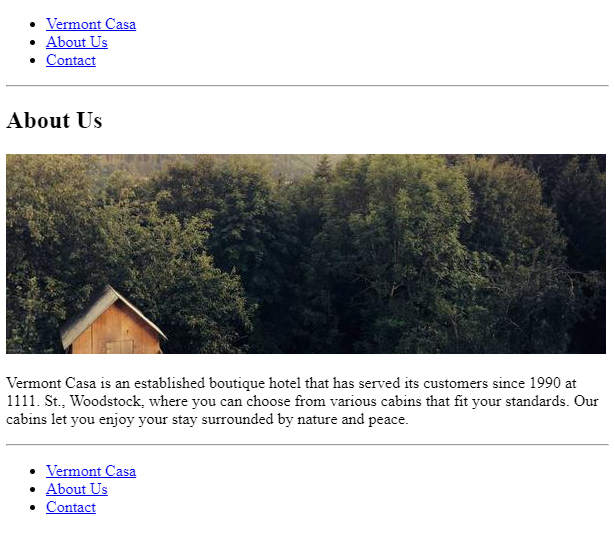 Vermont Casa
About Us
Contact
About Us
Vermont Casa is an established boutique hotel that has served its customers since 1990 at
1111. St., Woodstock, where you can choose from various cabins that fit your standards. Our
cabins let you enjoy your stay surrounded by nature and peace.
Vermont Casa
About Us
Contact